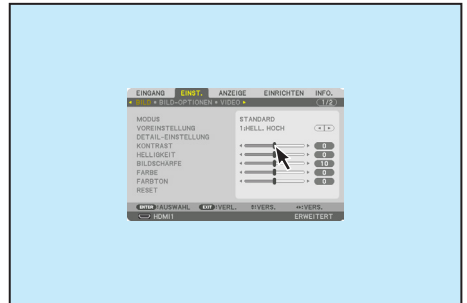 EINGANG EINST. ANZEIGE EINRICHTEN INFO.
• BILD • BILD-OPTIONEN • VIDEO • 1/2
MODUS STANDARD
VOREINSTELLUNG 1:HELL. HOCH
DETAIL-EINSTELLUNG
KONTRAST 0
HELLIGKEIT 0
BILDSCHÄRFE 10
FARBE 0
FARBTON 0
RESET
ENTER:AUSWAHL EXIT:VERL. ↕:VERS. ↔:VERS.
HDMI1 ERWEITERT